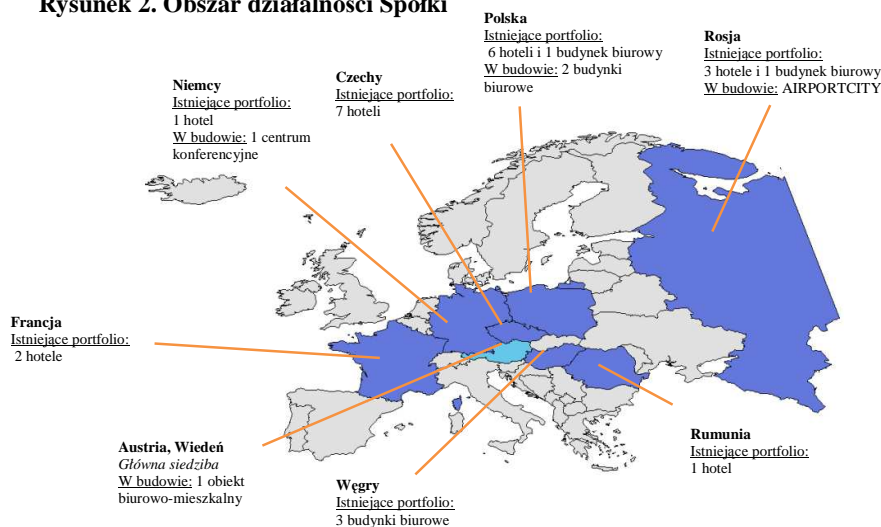 Rysunek 2. Obszar działalności Spółki
Polska
Istniejące portfolio:
6 hoteli i 1 budynek biurowy
W budowie: 2 budynki
biurowe
Rosja
Istniejące portfolio:
3 hotele i 1 budynek biurowy
W budowie: AIRPORTCITY
Czechy
Istniejące portfolio:
7 hoteli
Niemcy
Istniejące portfolio:
1 hotel
W budowie: 1 centrum
konferencyjne
Francja
Istniejące portfolio:
2 hotele
Austria, Wiedeń
Główna siedziba
W budowie: 1 obiekt
biurowo-mieszkalny
Węgry
Istniejące portfolio:
3 budynki biurowe
Rumunia
Istniejące portfolio:
1 hotel